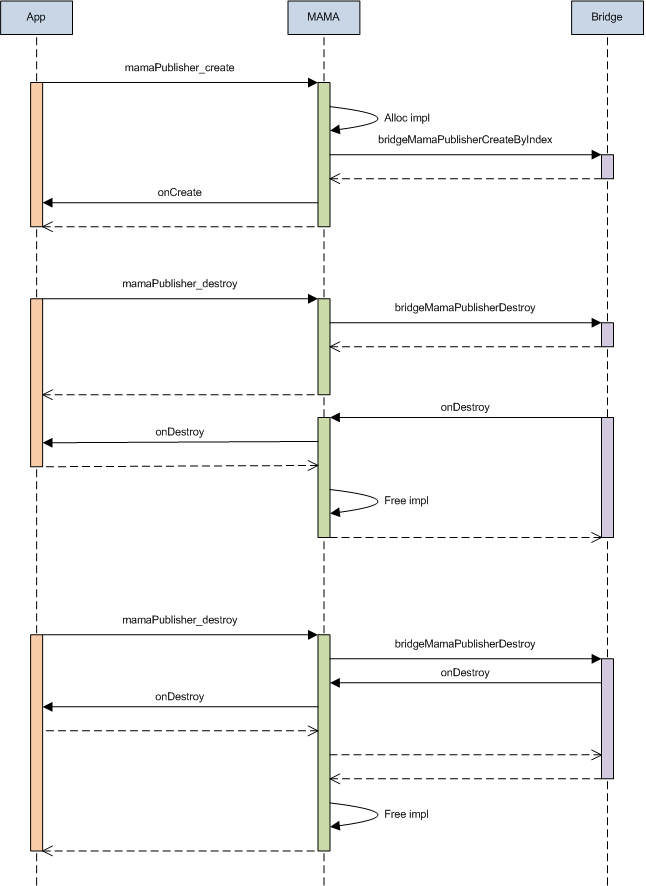 App
MAMA
Bridge
mamaPublisher_create
Alloc impl
bridgeMamaPublisherCreateByIndex
onCreate
mamaPublisher_destroy
bridgeMamaPublisherDestroy
onDestroy
onDestroy
Free impl
mamaPublisher_destroy
bridgeMamaPublisherDestroy
onDestroy
onDestroy
Free impl